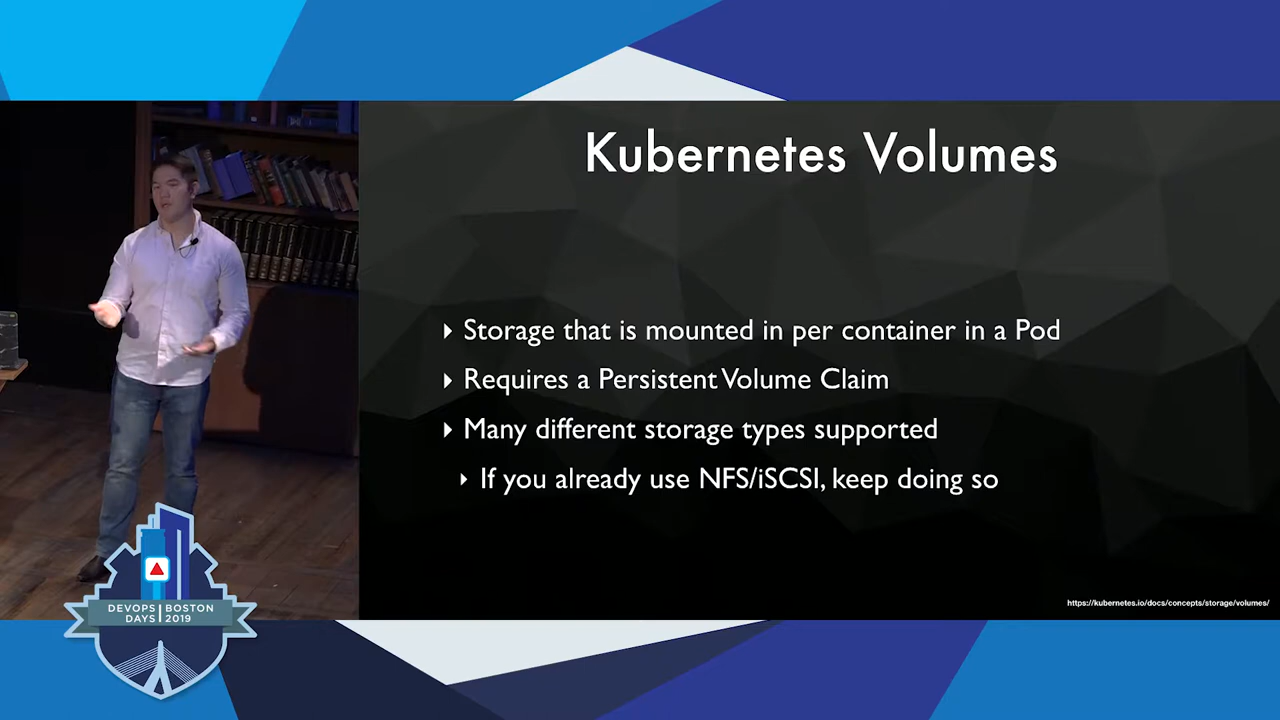 Kubernetes Volumes
Storage that is mounted in per container in a Pod
Requires a Persistent Volume Claim
Many different storage types supported
If you already use NFS/iSCSI, keep doing so
https://kubernetes.io/docs/concepts/storage/volumes/
DEVOPS BOSTON
DAYS 2019